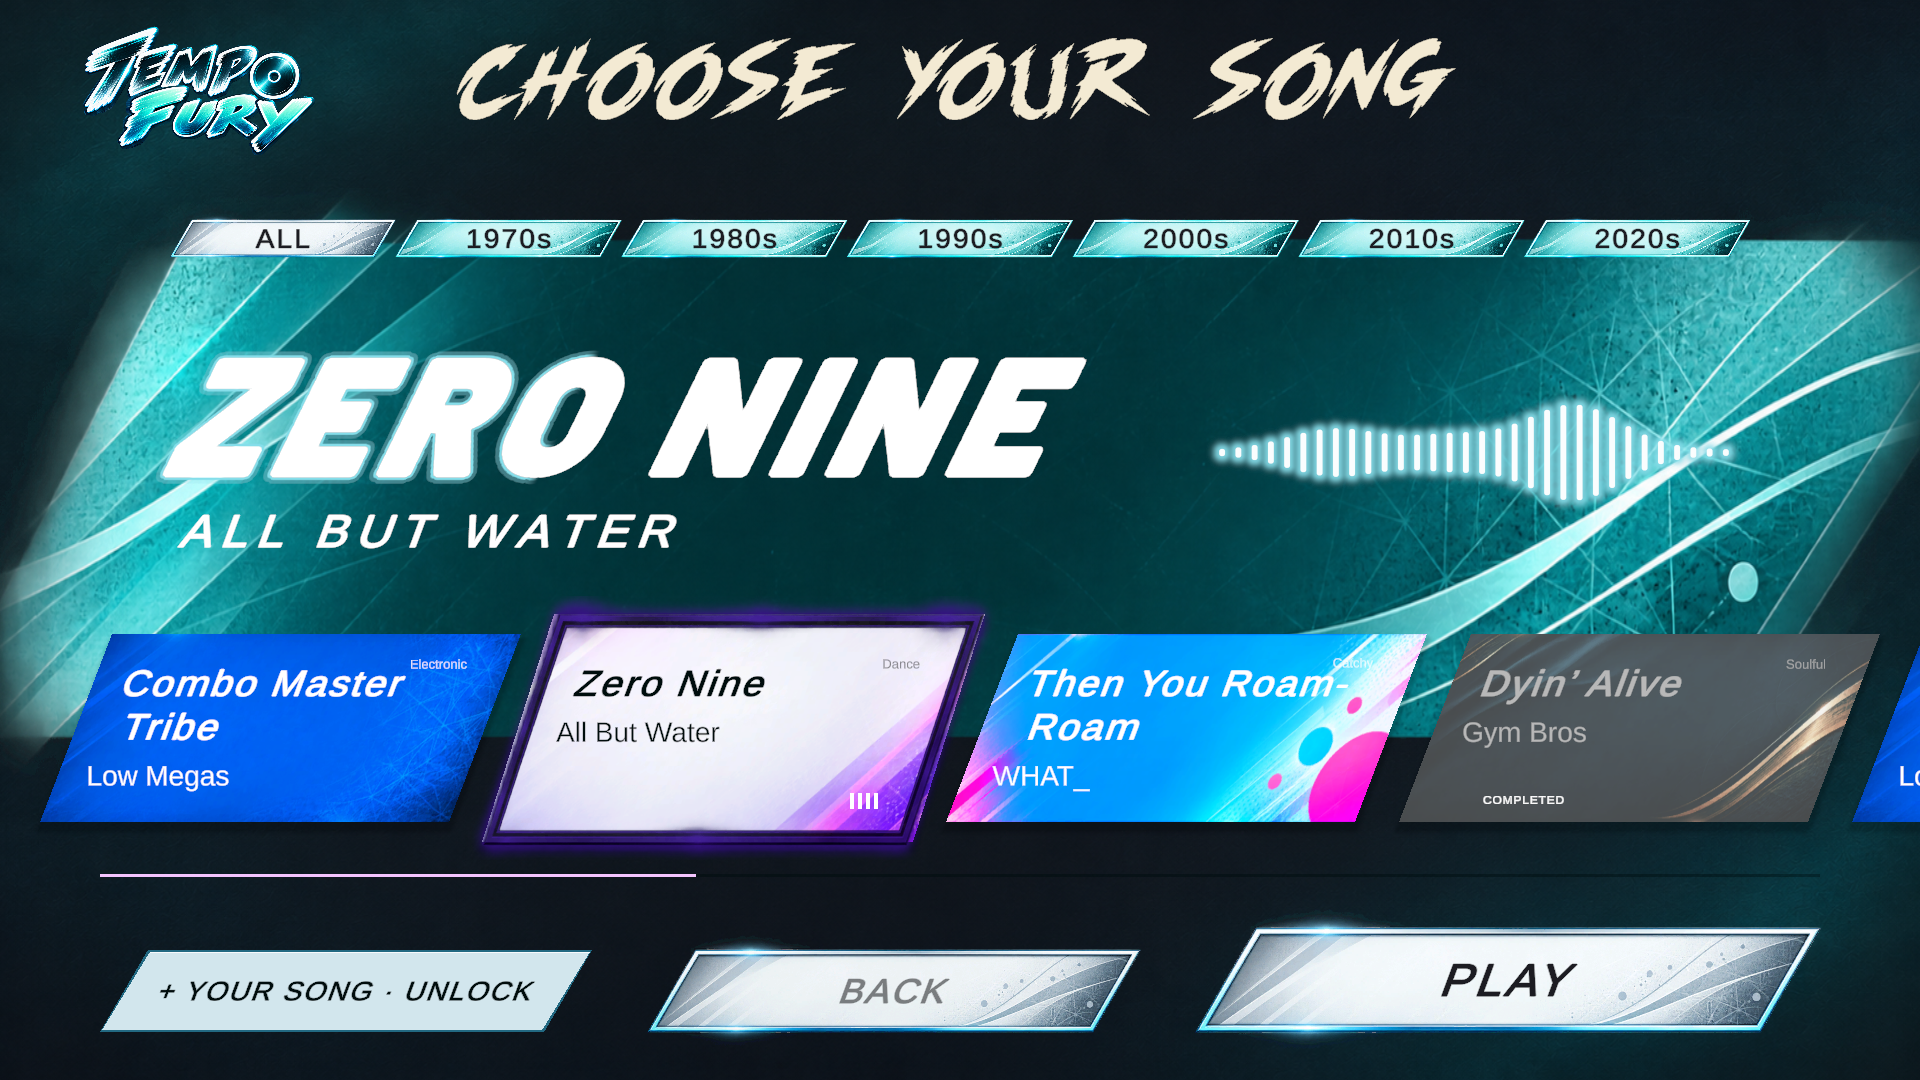 TEMPO
FURY
CHOOSE YOUR SONG
ALL
1970s
1980s
1990s
2000s
2010s
2020s
ZERO NINE
ALL BUT WATER
Combo Master
Tribe
Electronic
Low Megas
Zero Nine
Dance
All But Water
Then You Roam-
Roam
Catchy
WHAT_
Dyin’ Alive
Soulful
Gym Bros
COMPLETED
Lo
+ YOUR SONG · UNLOCK
BACK
PLAY